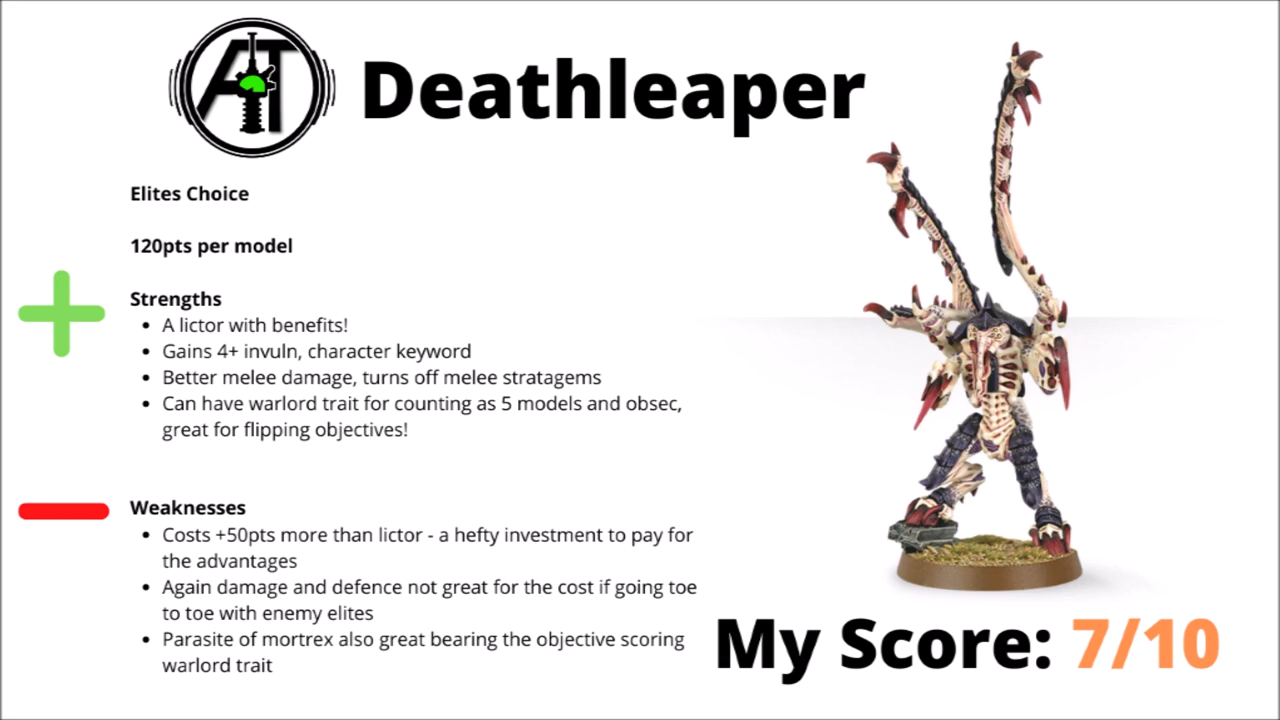 AT
Deathleaper
Elites Choice
120pts per model
Strengths
• A lictor with benefits!
• Gains 4+ invuln, character keyword
• Better melee damage, turns off melee stratagems
• Can have warlord trait for counting as 5 models and obsec,
great for flipping objectives!
Weaknesses
• Costs +50pts more than lictor - a hefty investment to pay for
the advantages
• Again damage and defence not great for the cost if going toe
to toe with enemy elites
• Parasite of mortrex also great bearing the objective scoring
warlord trait
My Score: 7/10